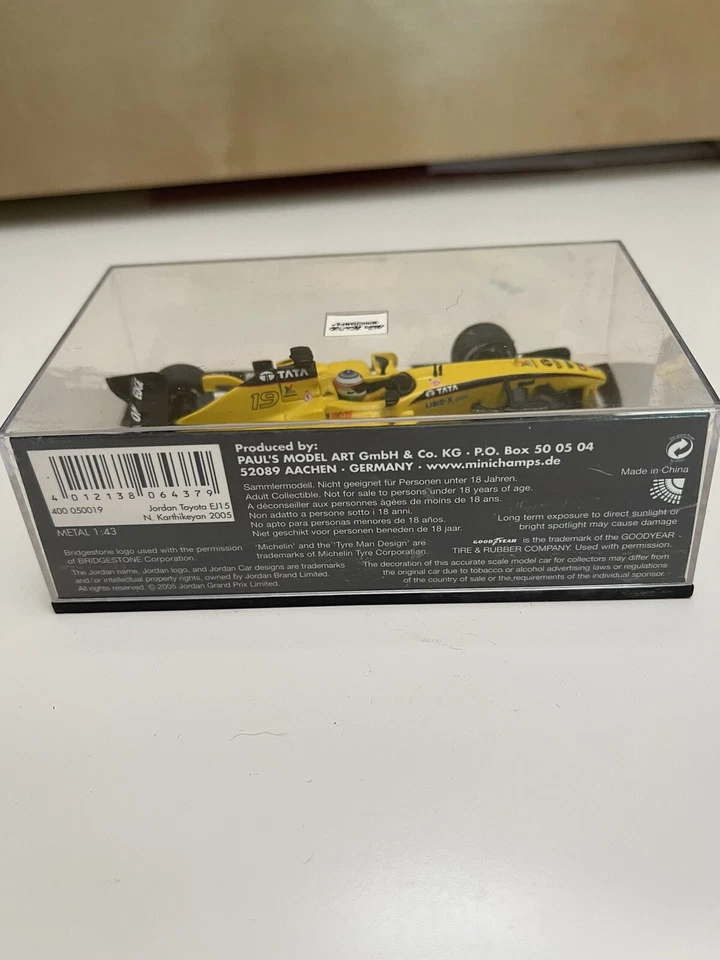 MINICHAMPS
TATA
19
TATA
4 012138 064379
400 050019
Jordan Toyota EJ15
N. Karthikeyan 2005
METAL 1:43
Produced by:
PAUL'S MODEL ART GmbH & Co. KG · P.O. Box 50 05 04
52089 AACHEN · GERMANY · www.minichamps.de
Sammlermodell. Nicht geeignet für Personen unter 18 Jahren.
Adult Collectible. Not for sale to persons under 18 years of age.
A déconseiller aux personnes âgées de moins de 18 ans.
Non adatto a persone sotto i 18 anni.
No apto para personas menores de 18 años.
Niet geschikt voor personen beneden de 18 jaar.
Made in China
Long term exposure to direct sunlight or
bright spotlight may cause damage
Bridgestone logo used with the permission
of BRIDGESTONE Corporation.
"Michelin" and the "Tyre Man Design" are
trademarks of Michelin Tyre Corporation.
GOODYEAR is the trademark of the GOODYEAR
TIRE & RUBBER COMPANY. Used with permission.
The Jordan name, Jordan logo, and Jordan Car designs are trademarks
and/or intellectual property rights, owned by Jordan Brand Limited.
All rights reserved. © 2005 Jordan Grand Prix Limited.
The decoration of this accurate scale model car for collectors may differ from
the original car due to tobacco or alcohol advertising laws or regulations
of the country of sale or the requirements of the individual sponsor.